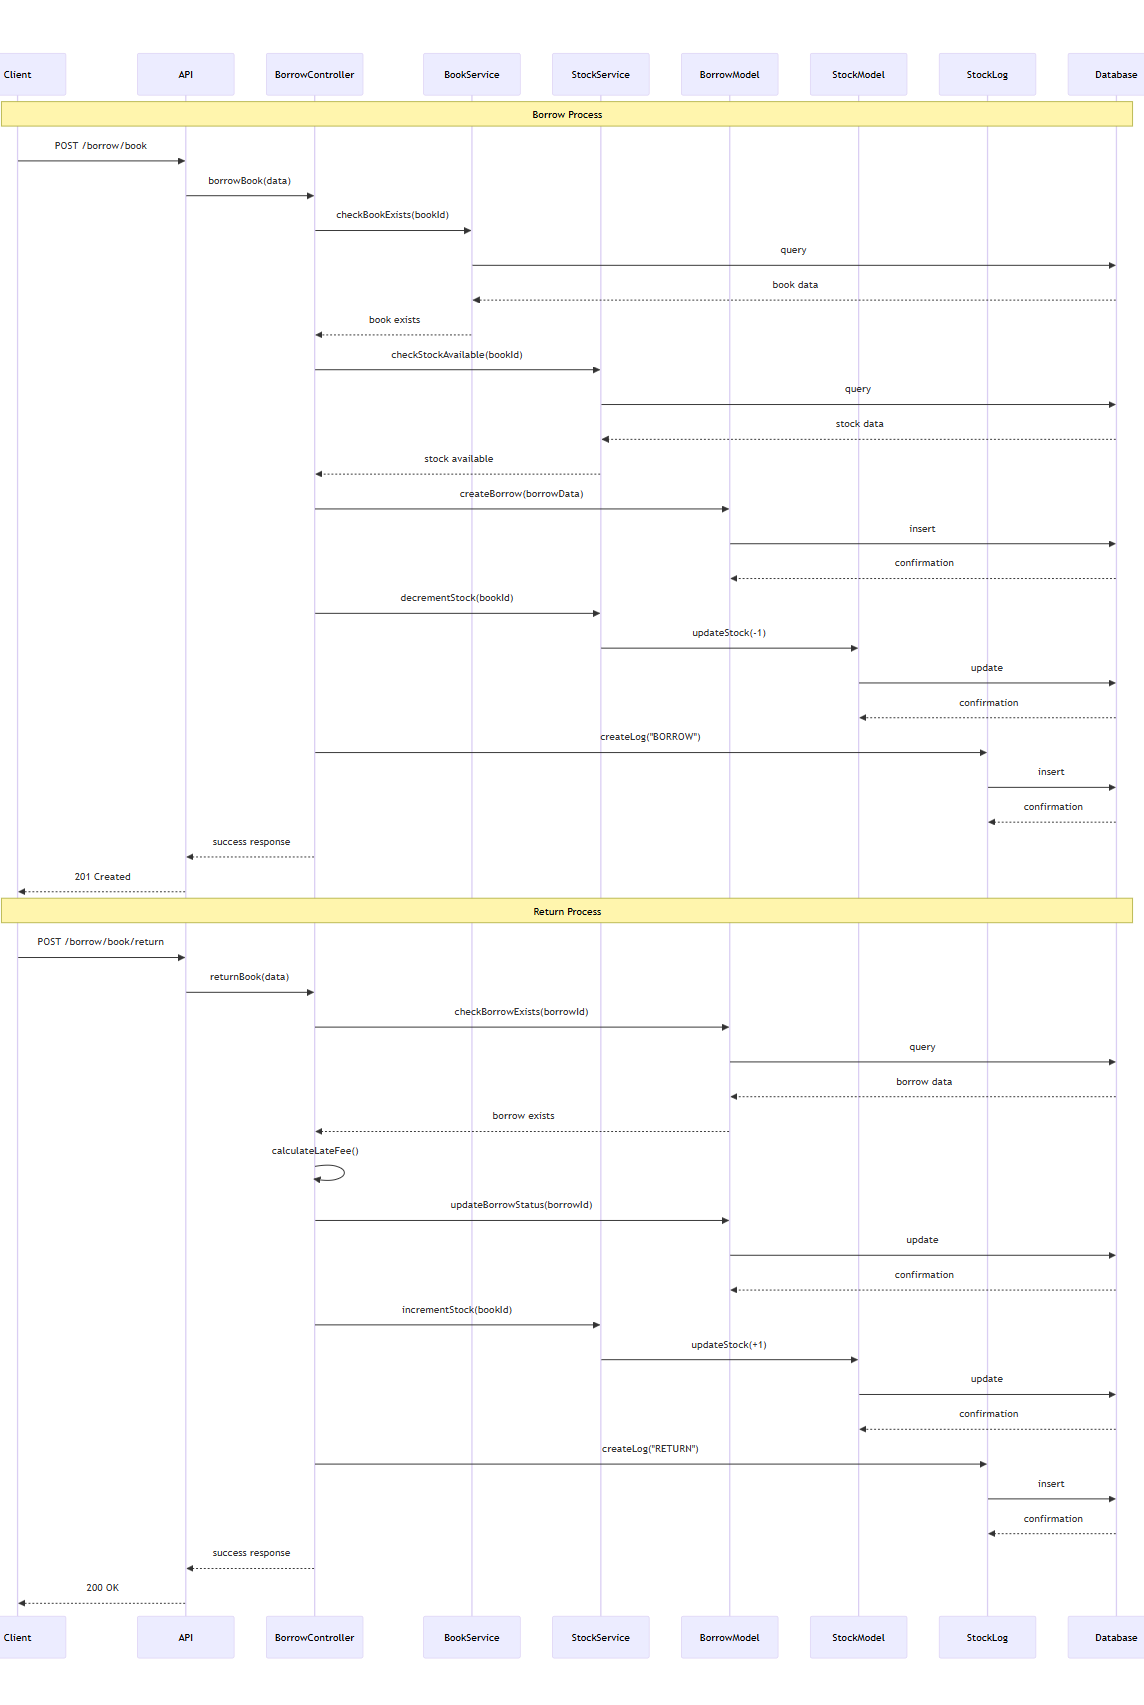 Client
API
BorrowController
BookService
StockService
BorrowModel
StockModel
StockLog
Database
Borrow Process
POST /borrow/book
borrowBook(data)
checkBookExists(bookId)
query
book data
book exists
checkStockAvailable(bookId)
query
stock data
stock available
createBorrow(borrowData)
insert
confirmation
decrementStock(bookId)
updateStock(-1)
update
confirmation
createLog("BORROW")
insert
confirmation
success response
201 Created
Return Process
POST /borrow/book/return
returnBook(data)
checkBorrowExists(borrowId)
query
borrow data
borrow exists
calculateLateFee()
updateBorrowStatus(borrowId)
update
confirmation
incrementStock(bookId)
updateStock(+1)
update
confirmation
createLog("RETURN")
insert
confirmation
success response
200 OK
Client
API
BorrowController
BookService
StockService
BorrowModel
StockModel
StockLog
Database